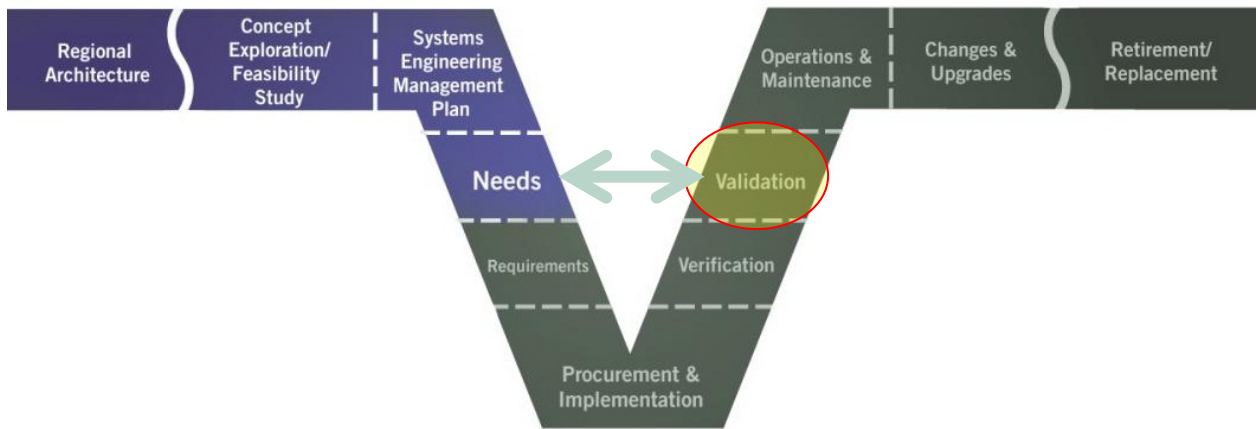 Regional
Architecture
Concept
Exploration/
Feasibility
Study
Systems
Engineering
Management
Plan
Needs
Requirements
Procurement &
Implementation
Verification
Validation
Operations &
Maintenance
Changes &
Upgrades
Retirement/
Replacement